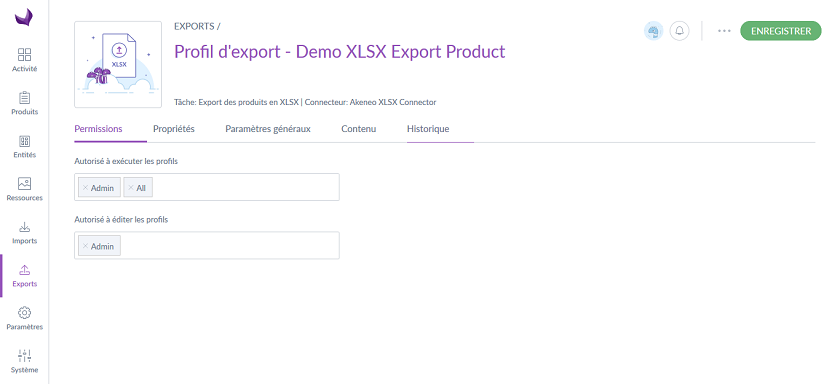 EXPORTS /
Profil d'export - Demo XLSX Export Product
ENREGISTRER
XLSX
Tâche: Export des produits en XLSX | Connecteur: Akeneo XLSX Connector
Permissions Propriétés Paramètres généraux Contenu Historique
Autorisé à exécuter les profils
× Admin × All
Autorisé à éditer les profils
× Admin
Activité
Produits
Entités
Ressources
Imports
Exports
Paramètres
Système